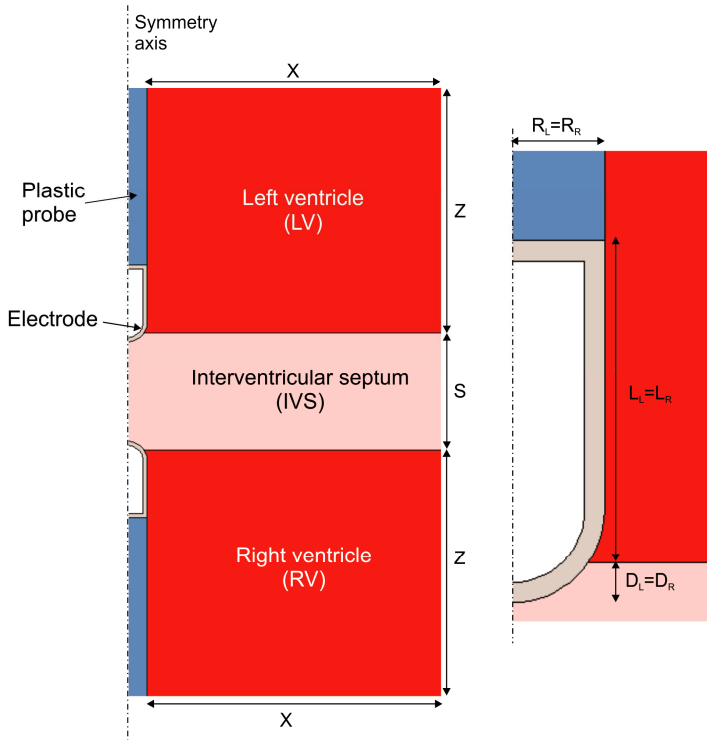 Symmetry
axis
X
Plastic
probe
Left ventricle
(LV)
Z
Electrode
Interventricular septum
(IVS)
S
Right ventricle
(RV)
Z
X
R_L=R_R
L_L=L_R
D_L=D_R